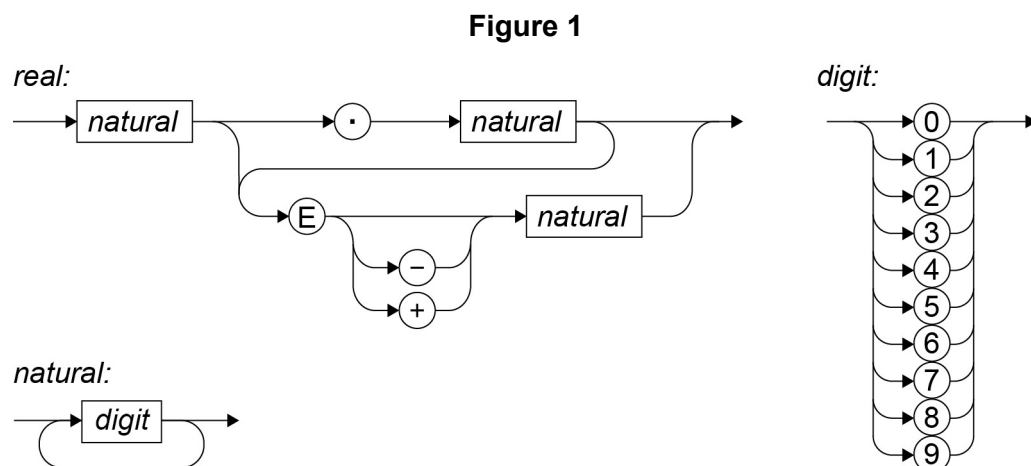 Figure 1
real:
natural . natural
E natural
−
+
natural:
digit
digit:
0
1
2
3
4
5
6
7
8
9